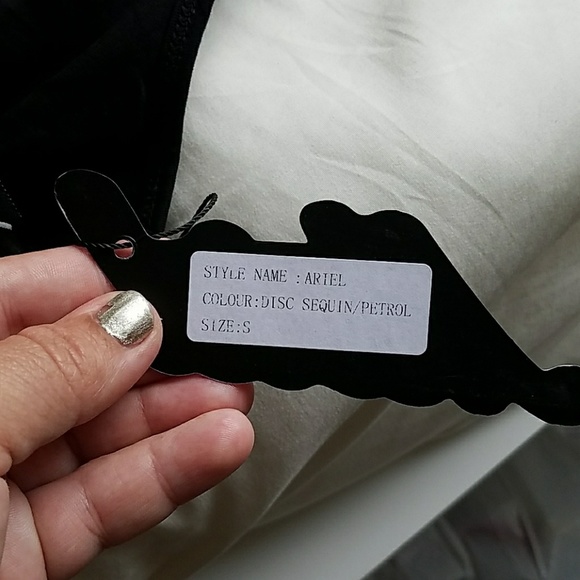 STYLE NAME :ARIEL
COLOUR:DISC SEQUIN/PETROL
SIZE:S